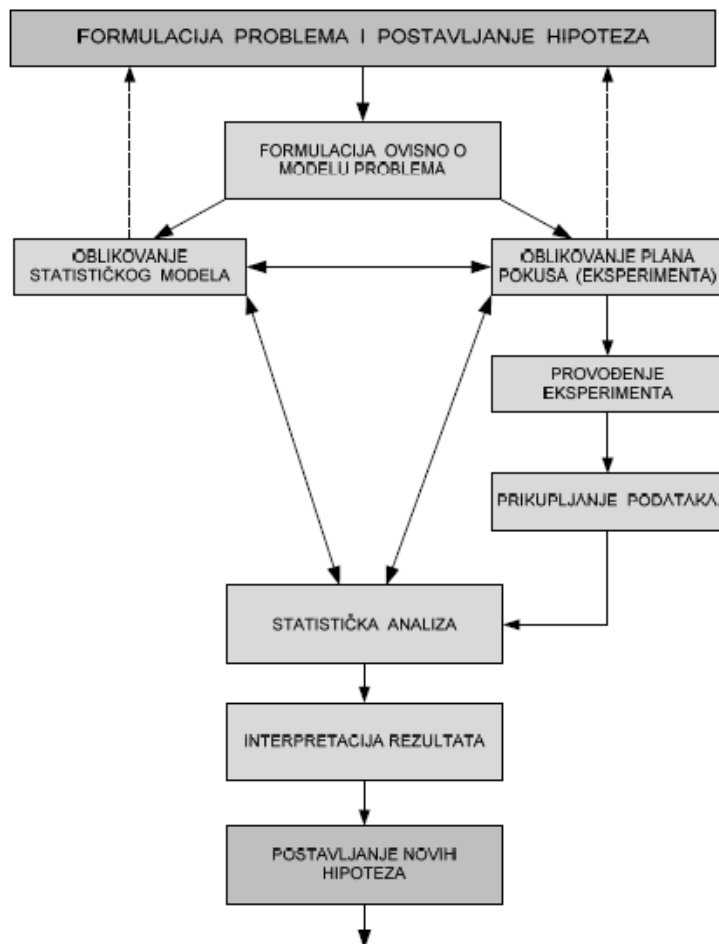 FORMULACIJA PROBLEMA I POSTAVLJANJE HIPOTEZA
FORMULACIJA OVISNO O
MODELU PROBLEMA
OBLIKOVANJE
STATISTIČKOG MODELA
OBLIKOVANJE PLANA
POKUSA (EKSPERIMENTA)
PROVOĐENJE
EKSPERIMENTA
PRIKUPLJANJE PODATAKA
STATISTIČKA ANALIZA
INTERPRETACIJA REZULTATA
POSTAVLJANJE NOVIH
HIPOTEZA